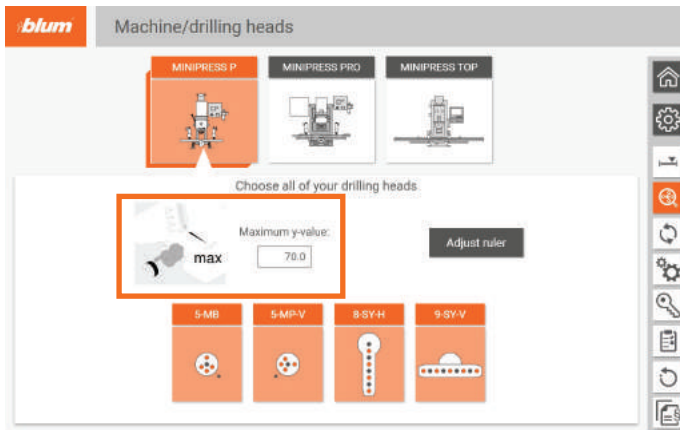 blum
Machine/drilling heads
MINIPRESS P
MINIPRESS PRO
MINIPRESS TOP
Choose all of your drilling heads
Maximum y-value:
max
70.0
Adjust ruler
5-MB
5-MP-V
8-SY-H
9-SY-V
§